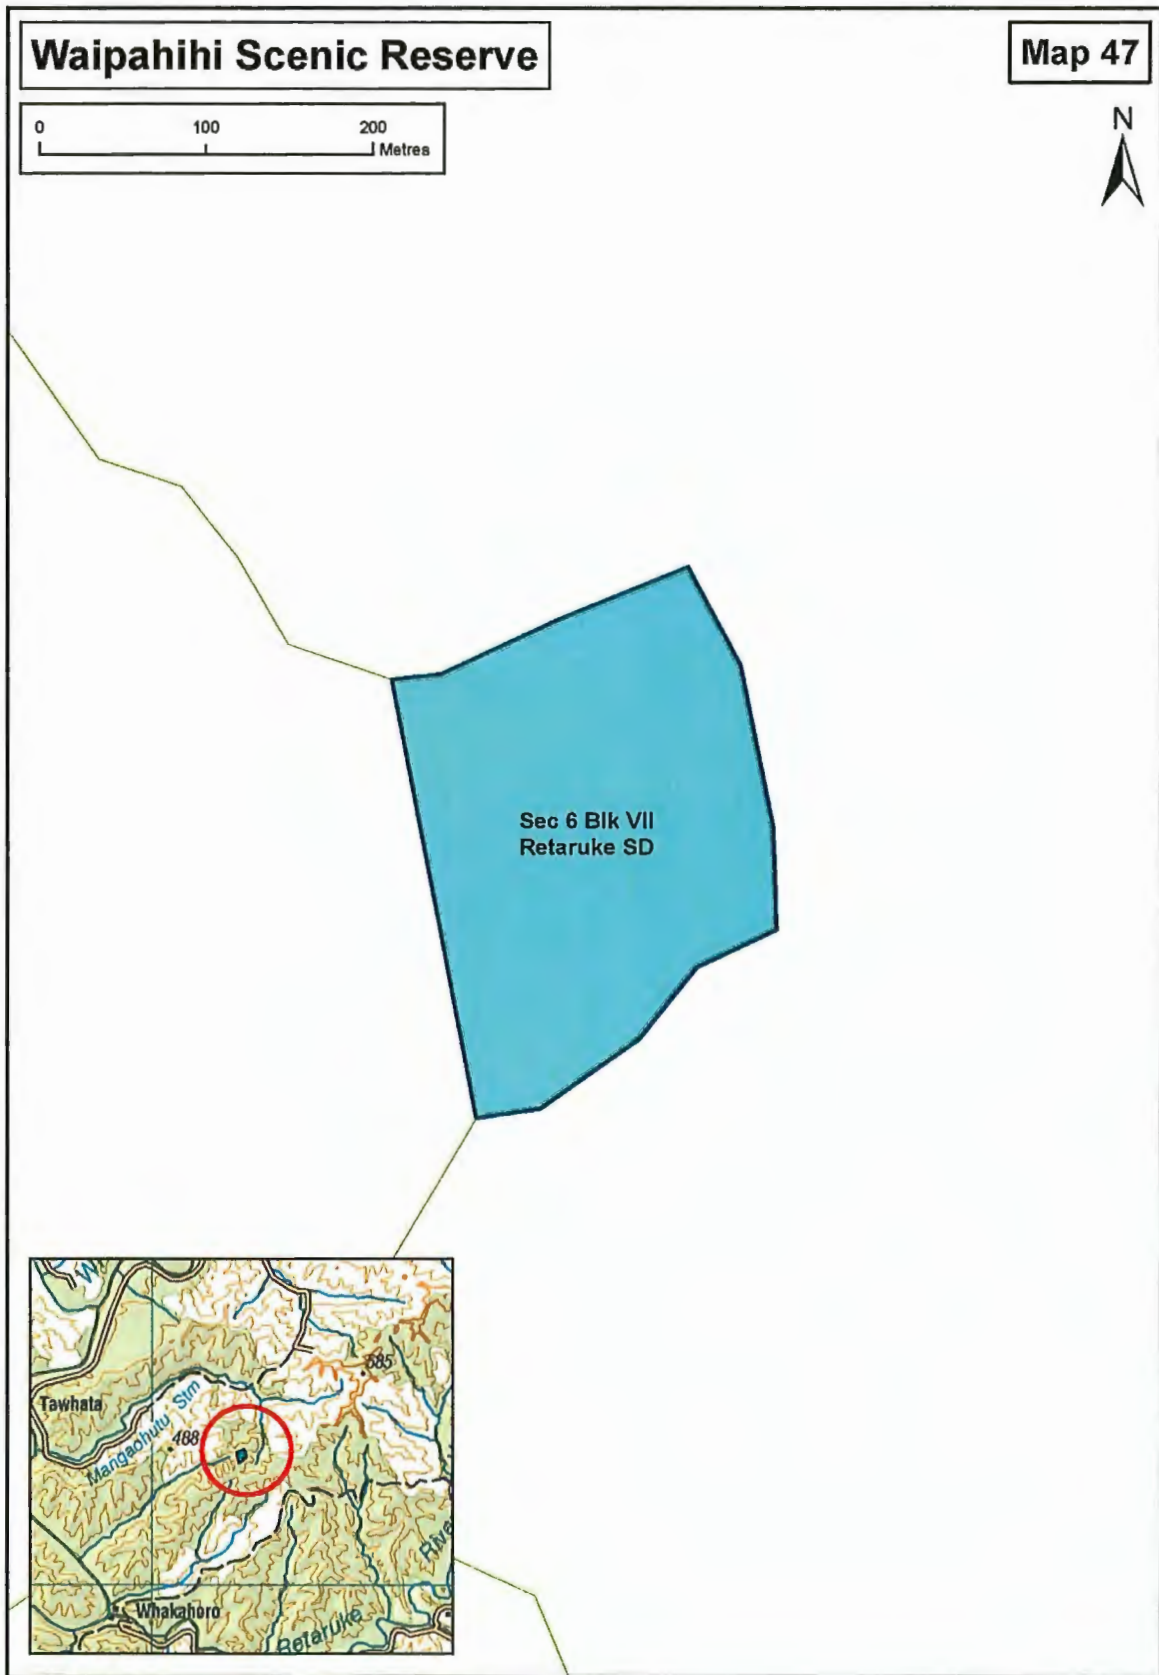 Waipahihi Scenic Reserve
Map 47
0 100 200
Metres
N
Sec 6 Blk VII
Retaruke SD
W
585
Tawhata
Mangaohutu Stm
488
Whakahoro
Retaruke